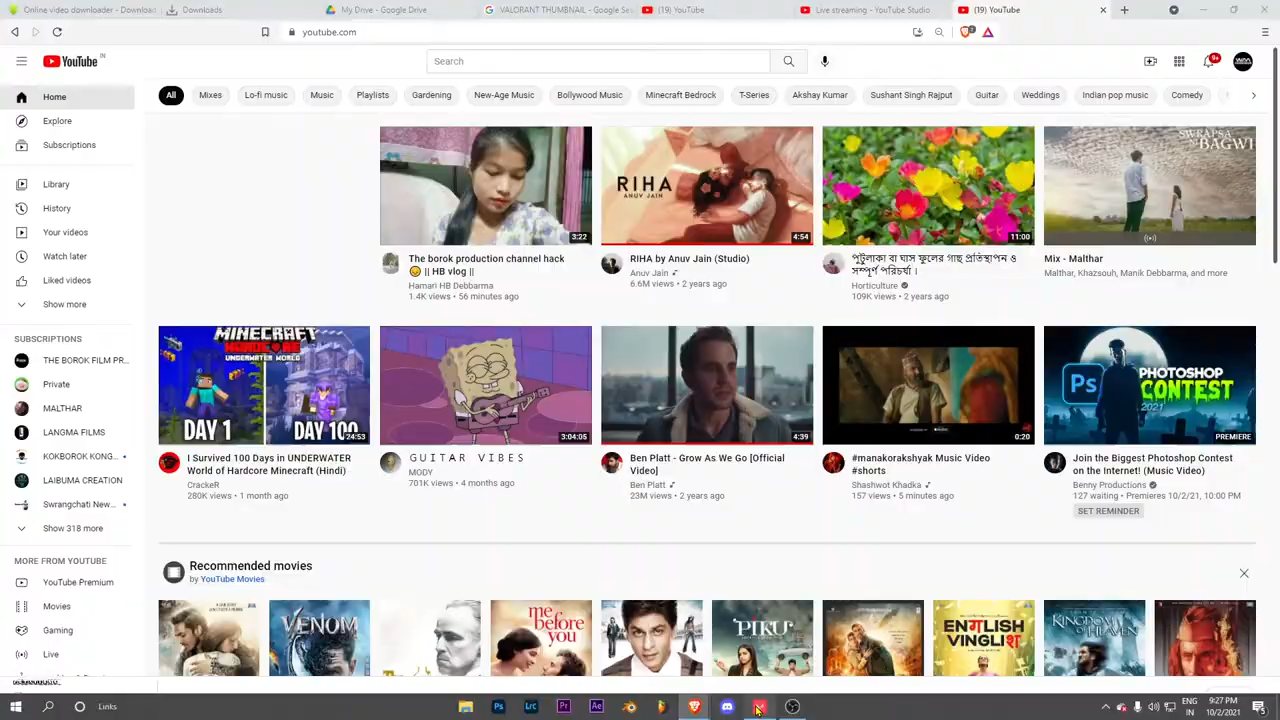 Online video downloader - Downloa
Downloads
My Drive - Google Drive
VALORANT THUMBNAIL - Google Se
(19) YouTube
Live streaming - YouTube Studio
(19) YouTube
youtube.com
YouTube IN
Search
9+
Home
Explore
Subscriptions
Library
History
Your videos
Watch later
Liked videos
Show more
SUBSCRIPTIONS
THE BOROK FILM PR...
Private
MALTHAR
LANGMA FILMS
KOKBOROK KONG...
LAIBUMA CREATION
Swrangchati New...
Show 318 more
MORE FROM YOUTUBE
YouTube Premium
Movies
Gaming
Live
All
Mixes
Lo-fi music
Music
Playlists
Gardening
New-Age Music
Bollywood Music
Minecraft Bedrock
T-Series
Akshay Kumar
Sushant Singh Rajput
Guitar
Weddings
Indian pop music
Comedy
3:22
The borok production channel hack
|| HB vlog ||
Hamari HB Debbarma
1.4K views • 56 minutes ago
RIHA
ANUV JAIN
4:54
RIHA by Anuv Jain (Studio)
Anuv Jain
6.6M views • 2 years ago
11:00
পর্টুলাকা বা ঘাস ফুলের গাছ প্রতিস্থাপন ও
সম্পূর্ণ পরিচর্যা ।
Horticulture
109K views • 2 years ago
SWRAPSA
BAGWI
Mix - Malthar
Malthar, Khazsouh, Manik Debbarma, and more
MINECRAFT
HARDCORE
UNDERWATER WORLD
DAY 1
DAY 100
24:53
I Survived 100 Days in UNDERWATER
World of Hardcore Minecraft (Hindi)
CrackeR
280K views • 1 month ago
3:04:05
G U I T A R V I B E S
MODY
701K views • 4 months ago
4:39
Ben Platt - Grow As We Go [Official
Video]
Ben Platt
23M views • 2 years ago
0:20
#manakorakshyak Music Video
#shorts
Shashwot Khadka
157 views • 5 minutes ago
Ps
PHOTOSHOP
CONTEST
2021
PREMIERE
Join the Biggest Photoshop Contest
on the Internet! (Music Video)
Benny Productions
127 waiting • Premieres 10/2/21, 10:00 PM
SET REMINDER
Recommended movies
by YouTube Movies
VENOM
me
before
you
PIKU
ENGLISH
VINGLISH
KINGDOM OF HEAVEN
Links
Ps
Lrc
Pr
Ae
ENG
IN
9:27 PM
10/2/2021
5